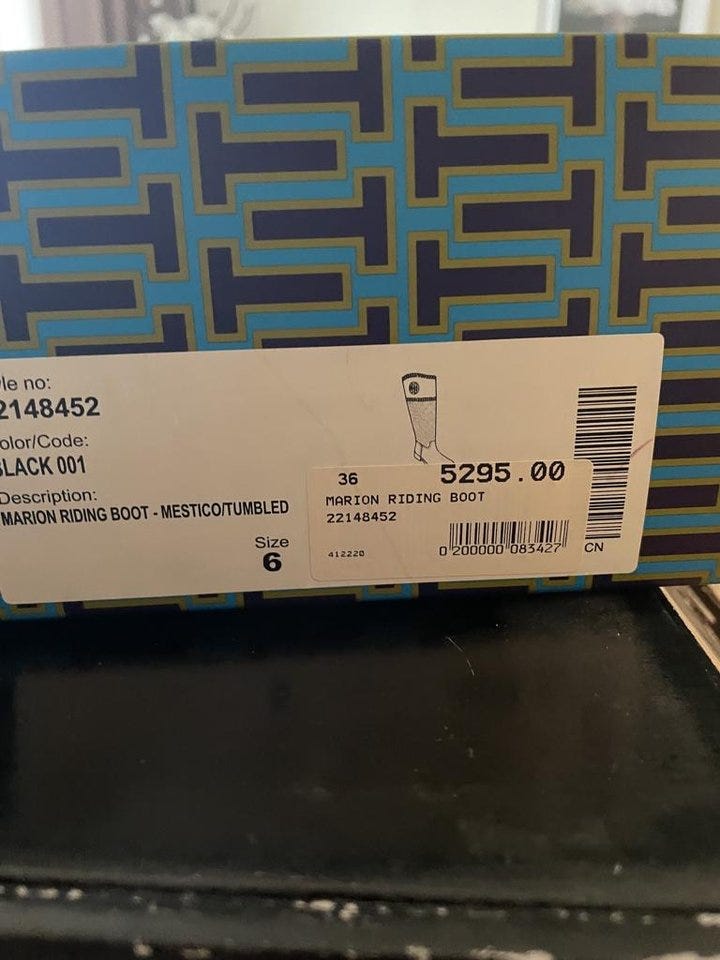 le no:
2148452
olor/Code:
BLACK 001
Description:
MARION RIDING BOOT - MESTICO/TUMBLED
Size
6
36 5295.00
MARION RIDING BOOT
22148452
412220
0 200000 083427
CN